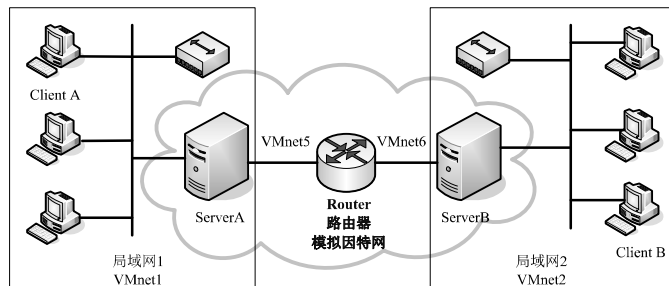 Client A
ServerA
局域网1
VMnet1
VMnet5
Router
路由器
模拟因特网
VMnet6
ServerB
局域网2
VMnet2
Client B